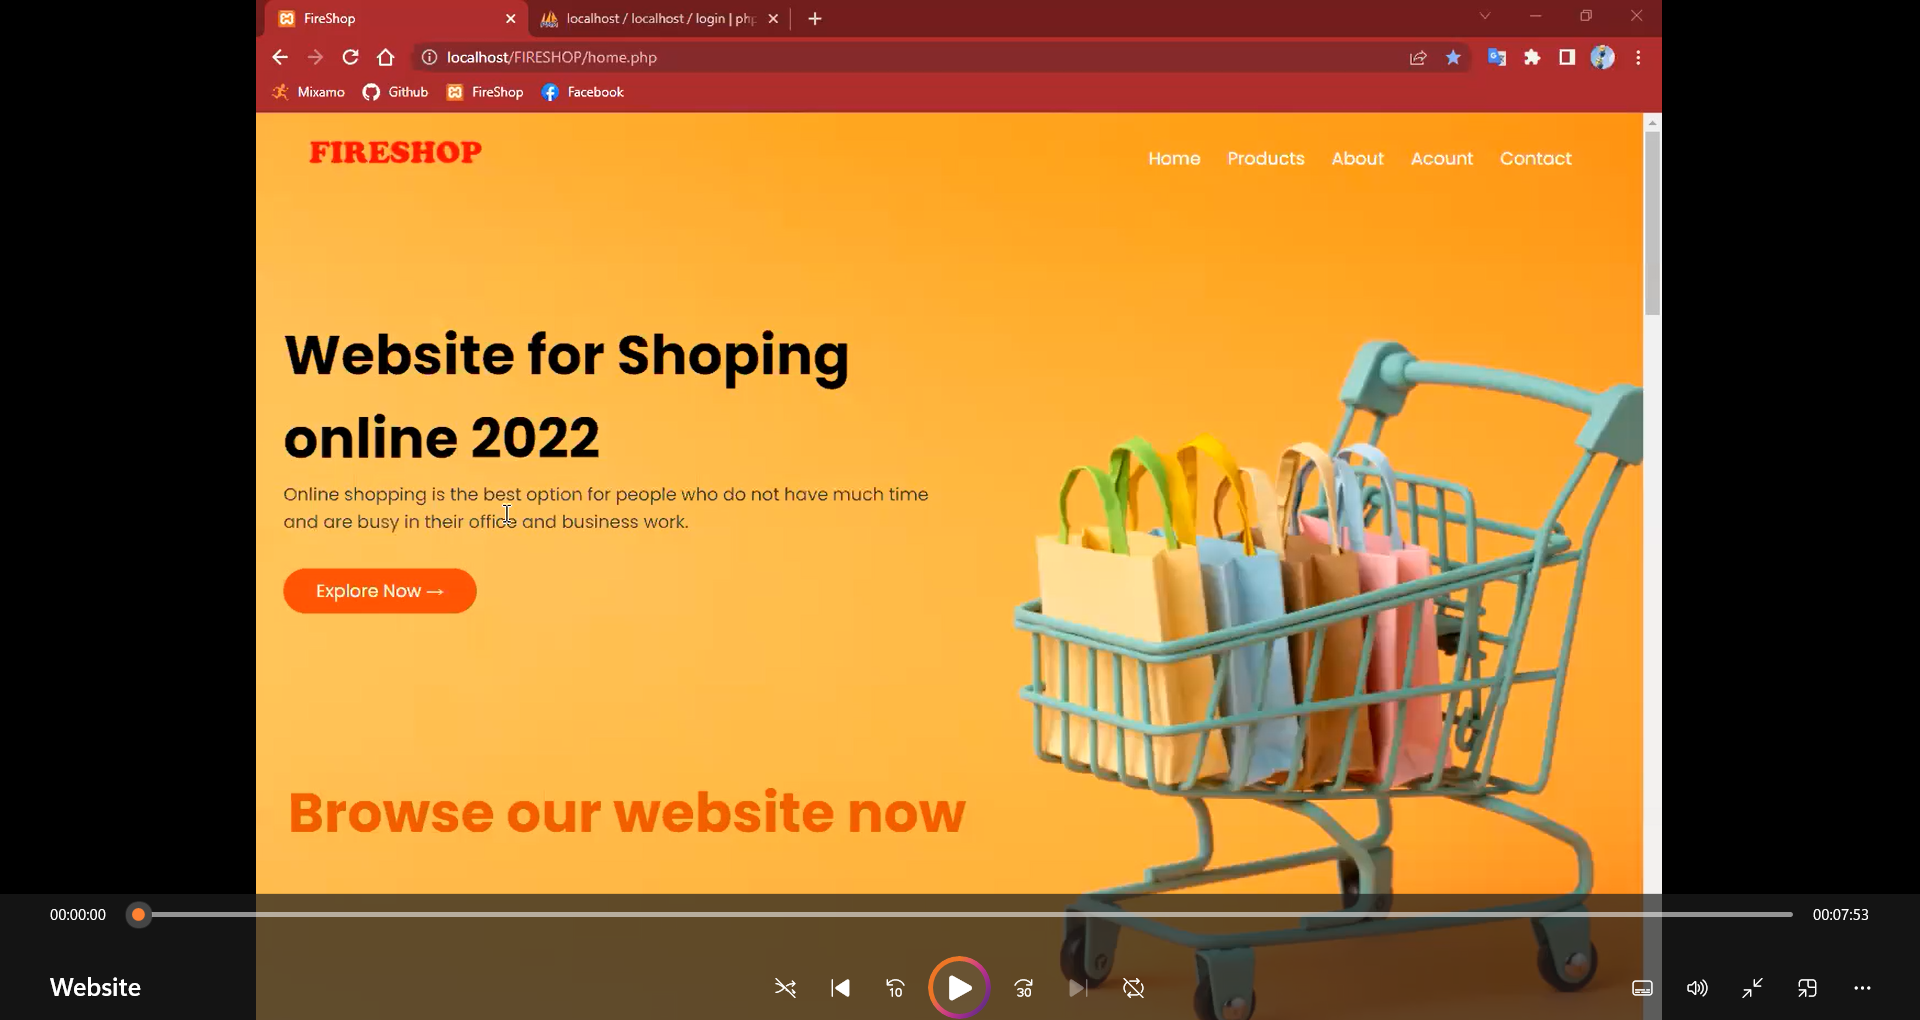 FireShop
localhost / localhost / login | php
localhost/FIRESHOP/home.php
Mixamo Github FireShop Facebook
FIRESHOP
Home Products About Acount Contact
Website for Shoping
online 2022
Online shopping is the best option for people who do not have much time
and are busy in their office and business work.
Explore Now →
Browse our website now
00:00:00
00:07:53
Website
10
30